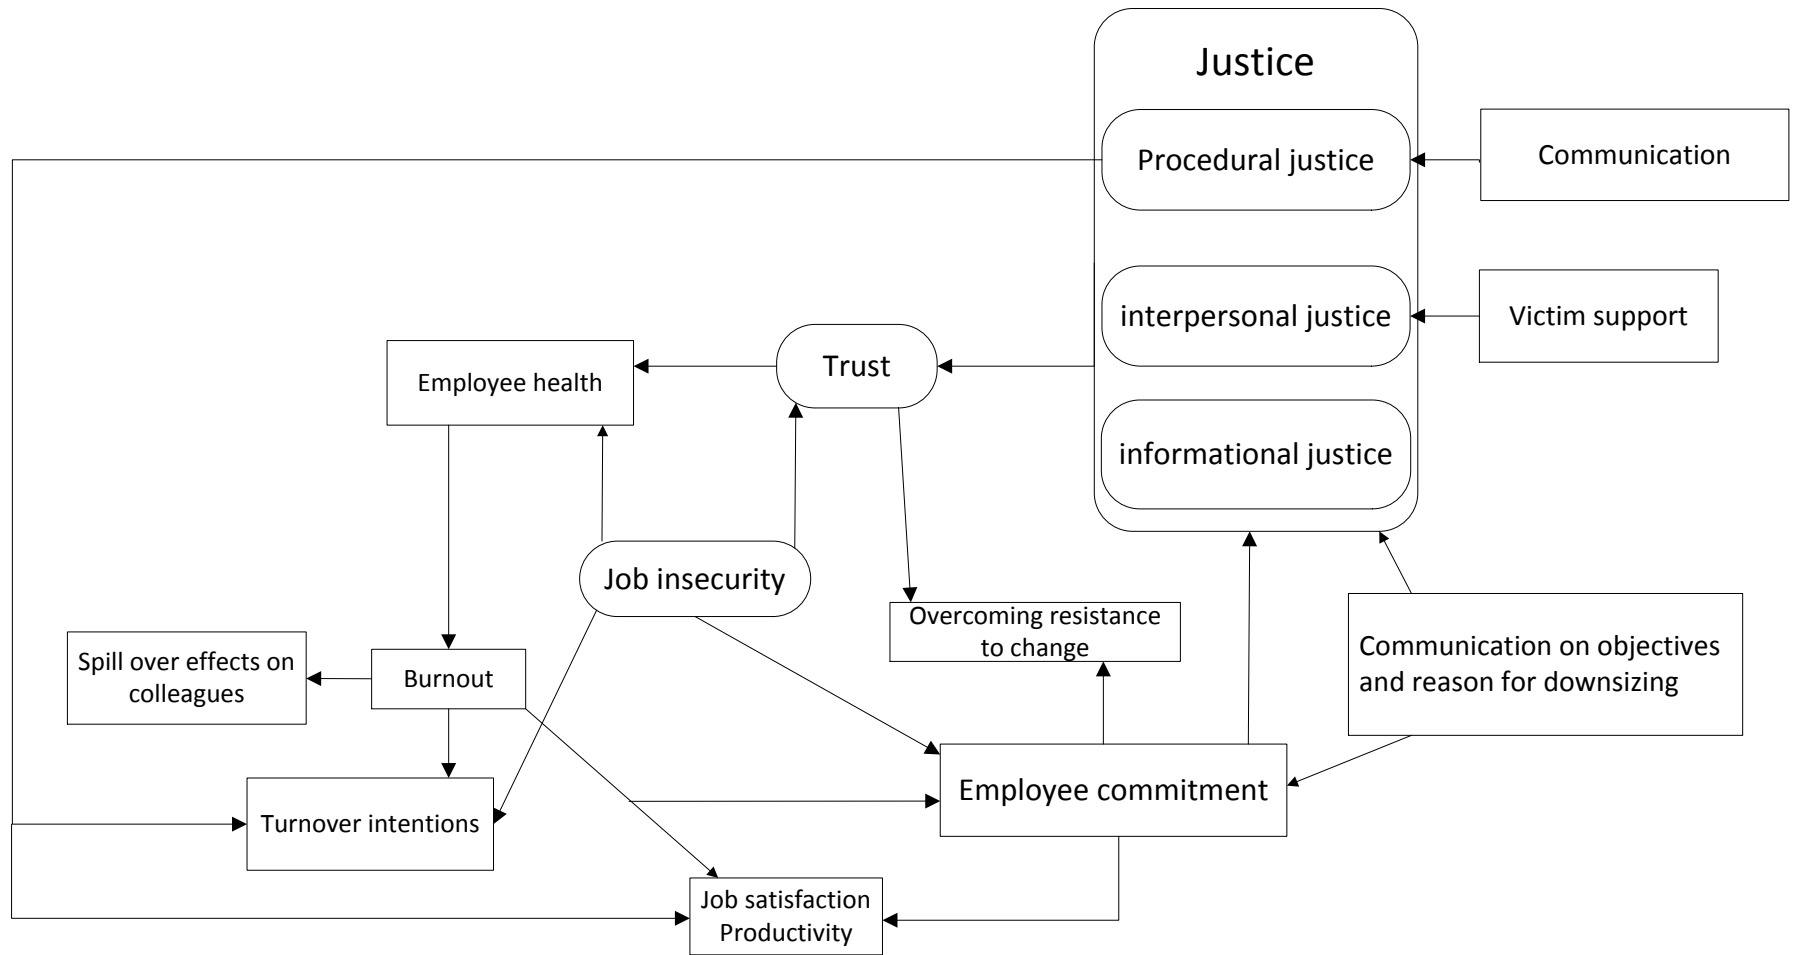 Justice
Procedural justice
Communication
interpersonal justice
Victim support
Trust
Employee health
informational justice
Job insecurity
Overcoming resistance
to change
Communication on objectives
and reason for downsizing
Spill over effects on
colleagues
Burnout
Employee commitment
Turnover intentions
Job satisfaction
Productivity